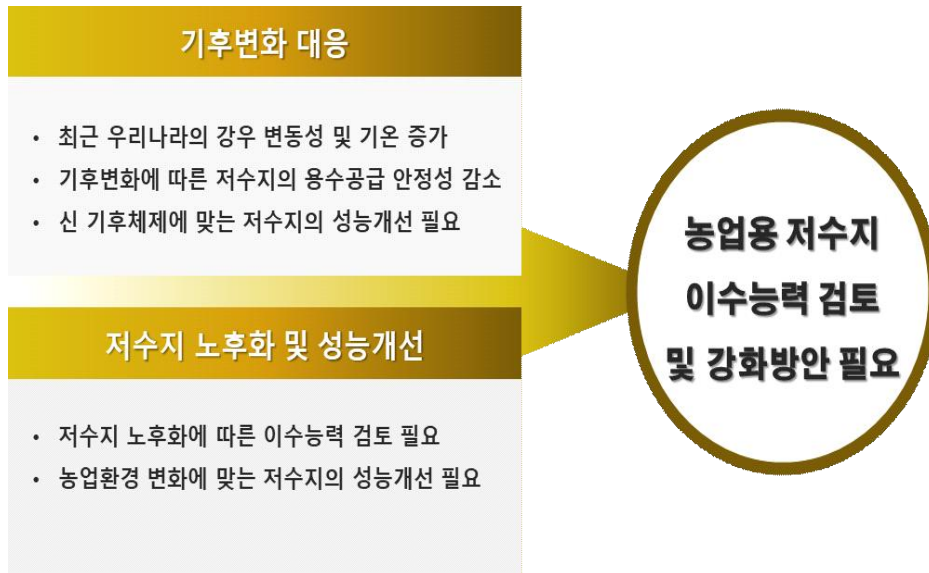 기후변화 대응
• 최근 우리나라의 강우 변동성 및 기온 증가
• 기후변화에 따른 저수지의 용수공급 안정성 감소
• 신 기후체제에 맞는 저수지의 성능개선 필요
저수지 노후화 및 성능개선
• 저수지 노후화에 따른 이수능력 검토 필요
• 농업환경 변화에 맞는 저수지의 성능개선 필요
농업용 저수지
이수능력 검토
및 강화방안 필요